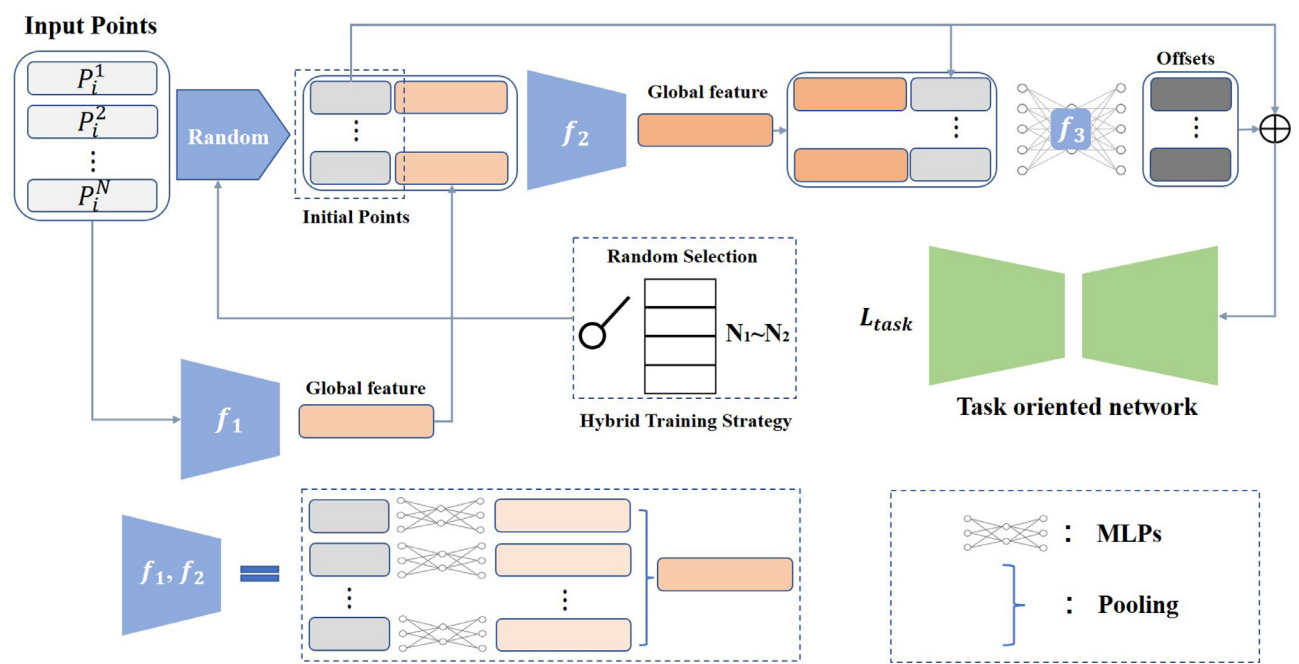 Input Points
P_i^1
P_i^2
⋮
P_i^N
Random
⋮
Initial Points
f_2
Global feature
⋮
f_3
Offsets
⋮
Random Selection
N₁~N₂
Hybrid Training Strategy
L_task
Task oriented network
f_1
Global feature
f_1, f_2
⋮
⋮
: MLPs
: Pooling